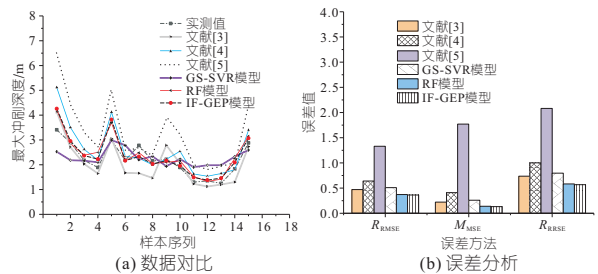 8
7
6
5
4
3
2
1
0
最大冲刷深度/m
实测值
文献[3]
文献[4]
文献[5]
GS-SVR模型
RF模型
IF-GEP模型
2 4 6 8 10 12 14 16 18
样本序列
(a) 数据对比
4.0
3.5
3.0
2.5
2.0
1.5
1.0
0.5
0
误差值
文献[3]
文献[4]
文献[5]
GS-SVR模型
RF模型
IF-GEP模型
RRMSE MMSE RRRSE
误差方法
(b) 误差分析